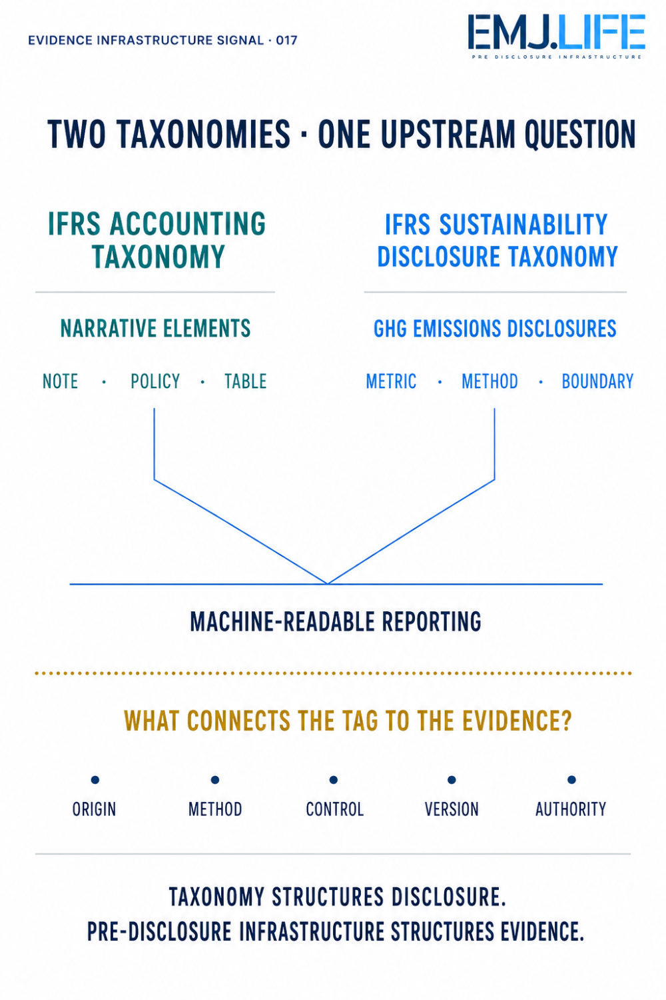 EVIDENCE INFRASTRUCTURE SIGNAL · 017
EMJ.LIFE
PRE DISCLOSURE INFRASTRUCTURE
TWO TAXONOMIES · ONE UPSTREAM QUESTION
IFRS ACCOUNTING
TAXONOMY
NARRATIVE ELEMENTS
NOTE · POLICY · TABLE
IFRS SUSTAINABILITY
DISCLOSURE TAXONOMY
GHG EMISSIONS DISCLOSURES
METRIC · METHOD · BOUNDARY
MACHINE-READABLE REPORTING
WHAT CONNECTS THE TAG TO THE EVIDENCE?
ORIGIN
METHOD
CONTROL
VERSION
AUTHORITY
TAXONOMY STRUCTURES DISCLOSURE.
PRE-DISCLOSURE INFRASTRUCTURE STRUCTURES EVIDENCE.